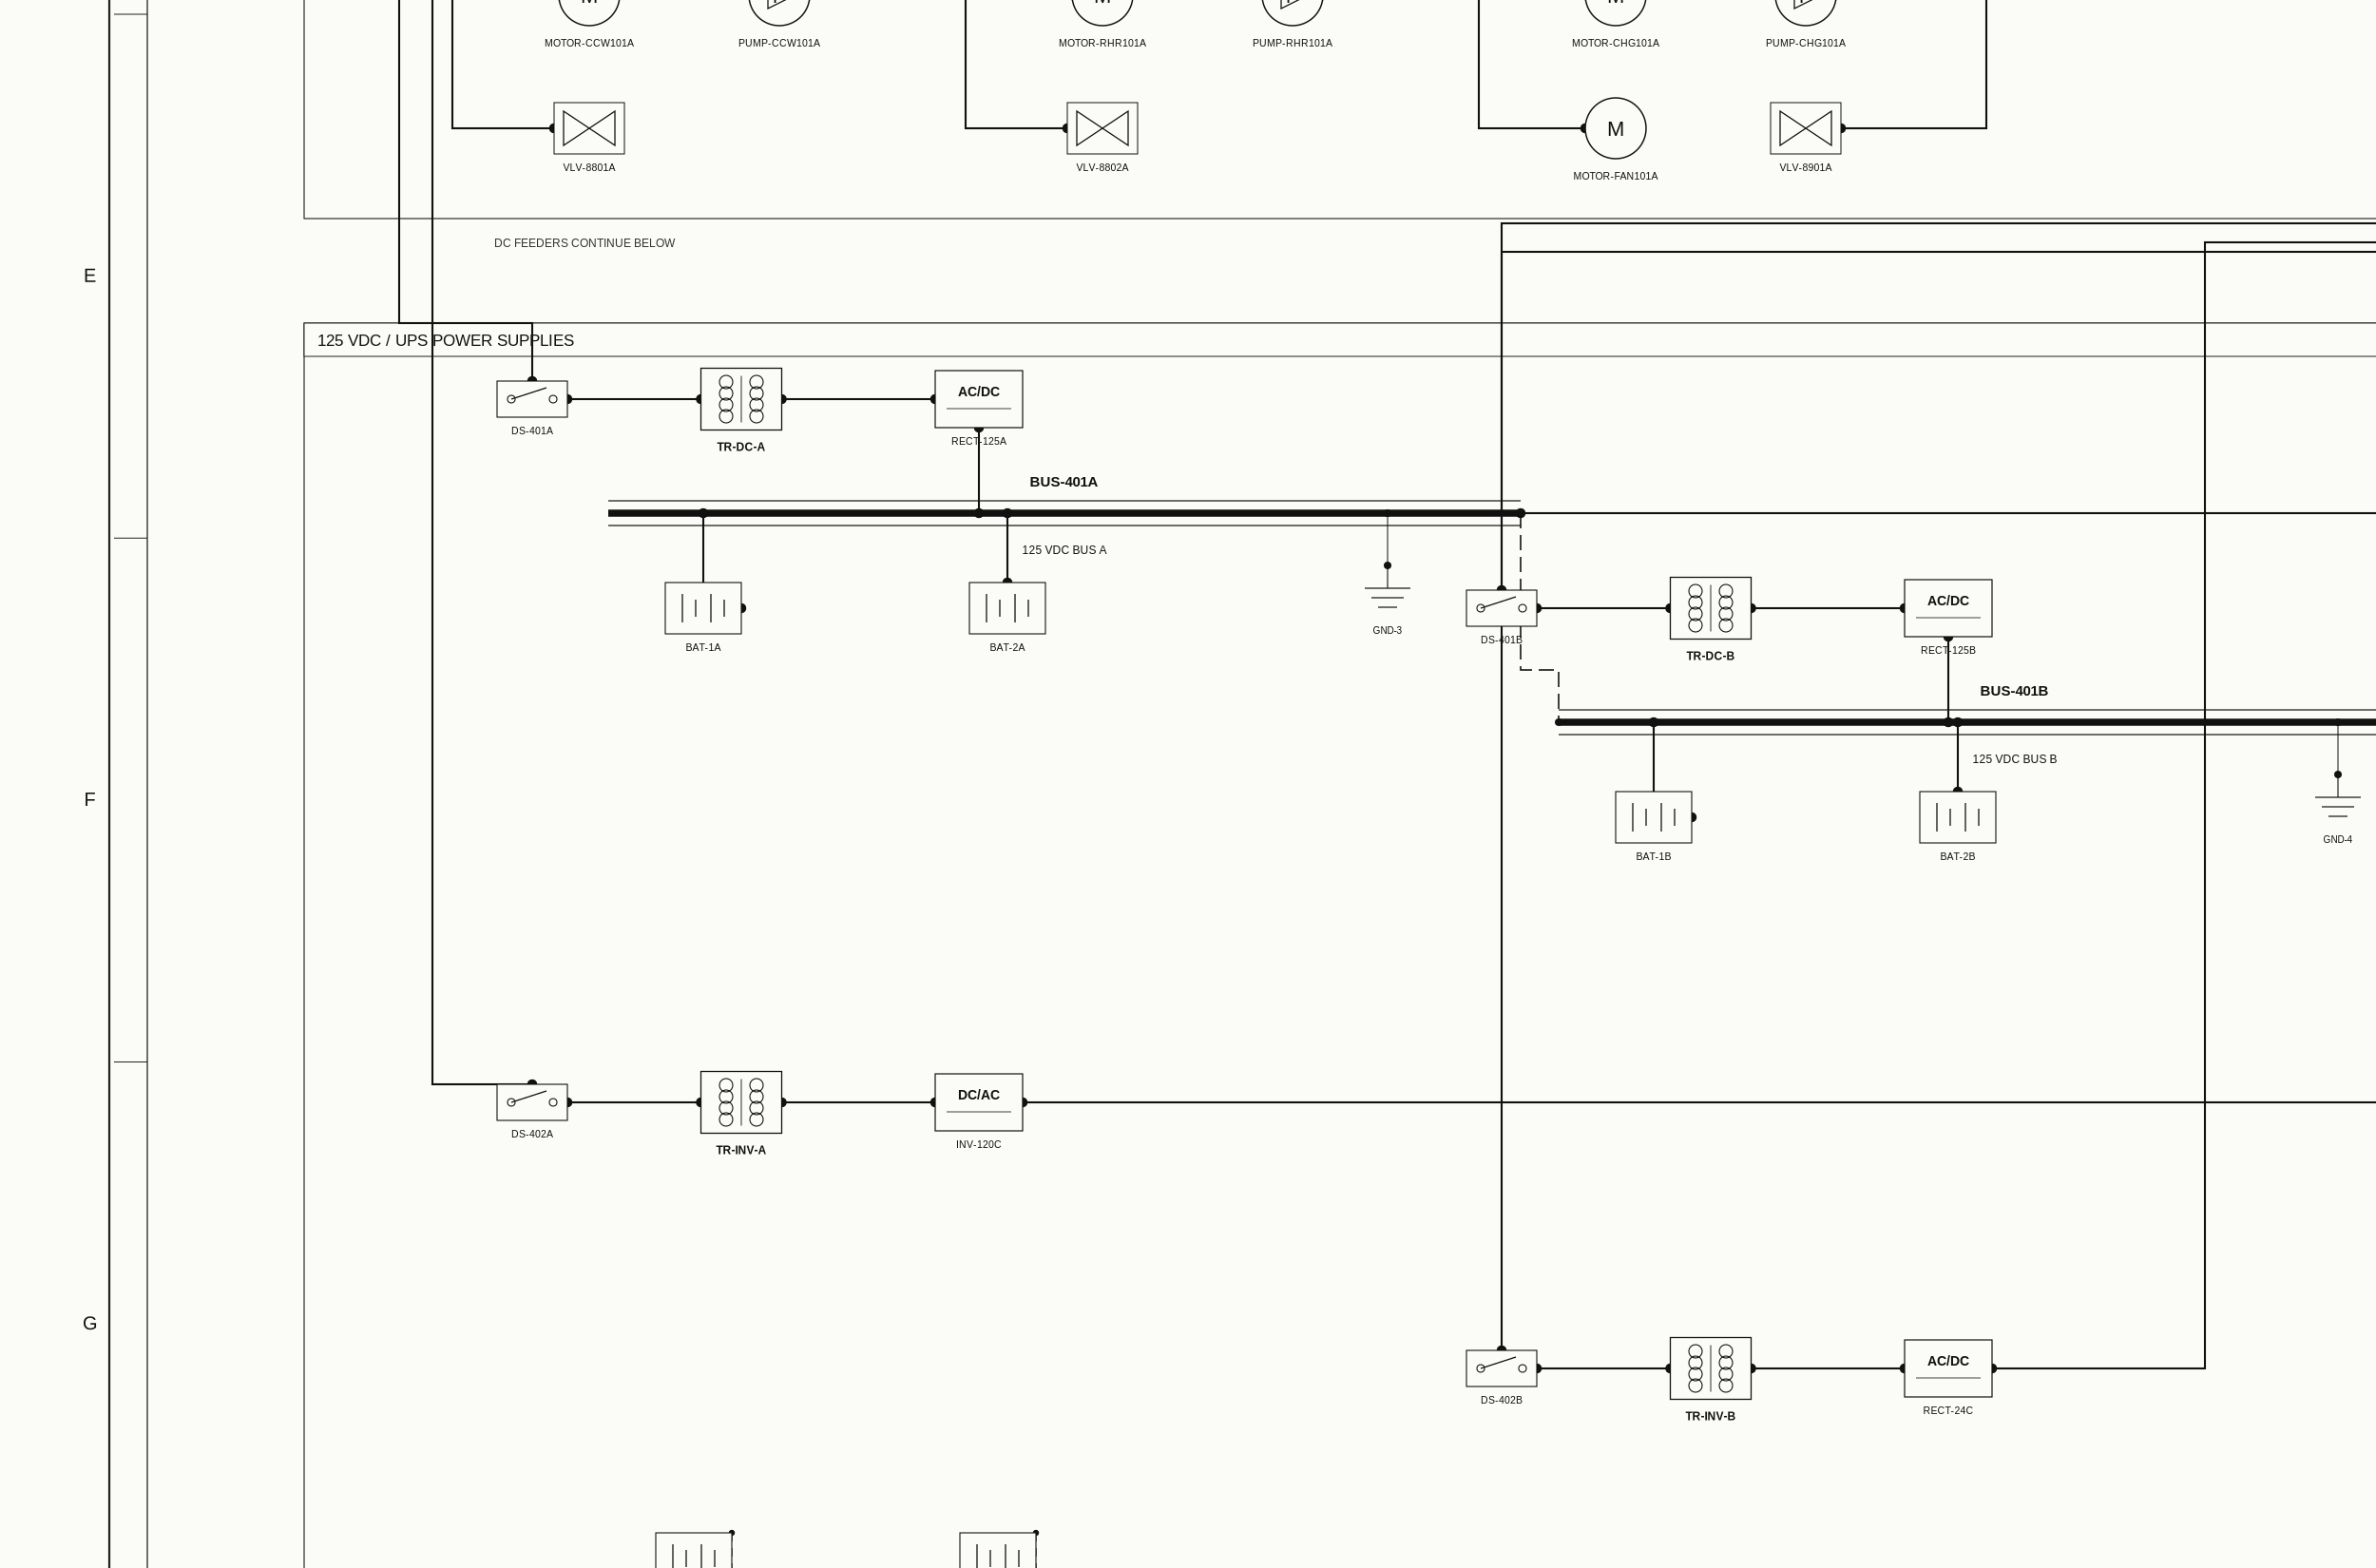 MOTOR-CCW101A
PUMP-CCW101A
MOTOR-RHR101A
PUMP-RHR101A
MOTOR-CHG101A
PUMP-CHG101A
VLV-8801A
VLV-8802A
M
MOTOR-FAN101A
VLV-8901A
DC FEEDERS CONTINUE BELOW
E
125 VDC / UPS POWER SUPPLIES
DS-401A
TR-DC-A
AC/DC
RECT-125A
BUS-401A
125 VDC BUS A
BAT-1A
BAT-2A
GND-3
DS-401B
TR-DC-B
AC/DC
RECT-125B
BUS-401B
125 VDC BUS B
F
BAT-1B
BAT-2B
GND-4
DS-402A
TR-INV-A
DC/AC
INV-120C
G
DS-402B
TR-INV-B
AC/DC
RECT-24C